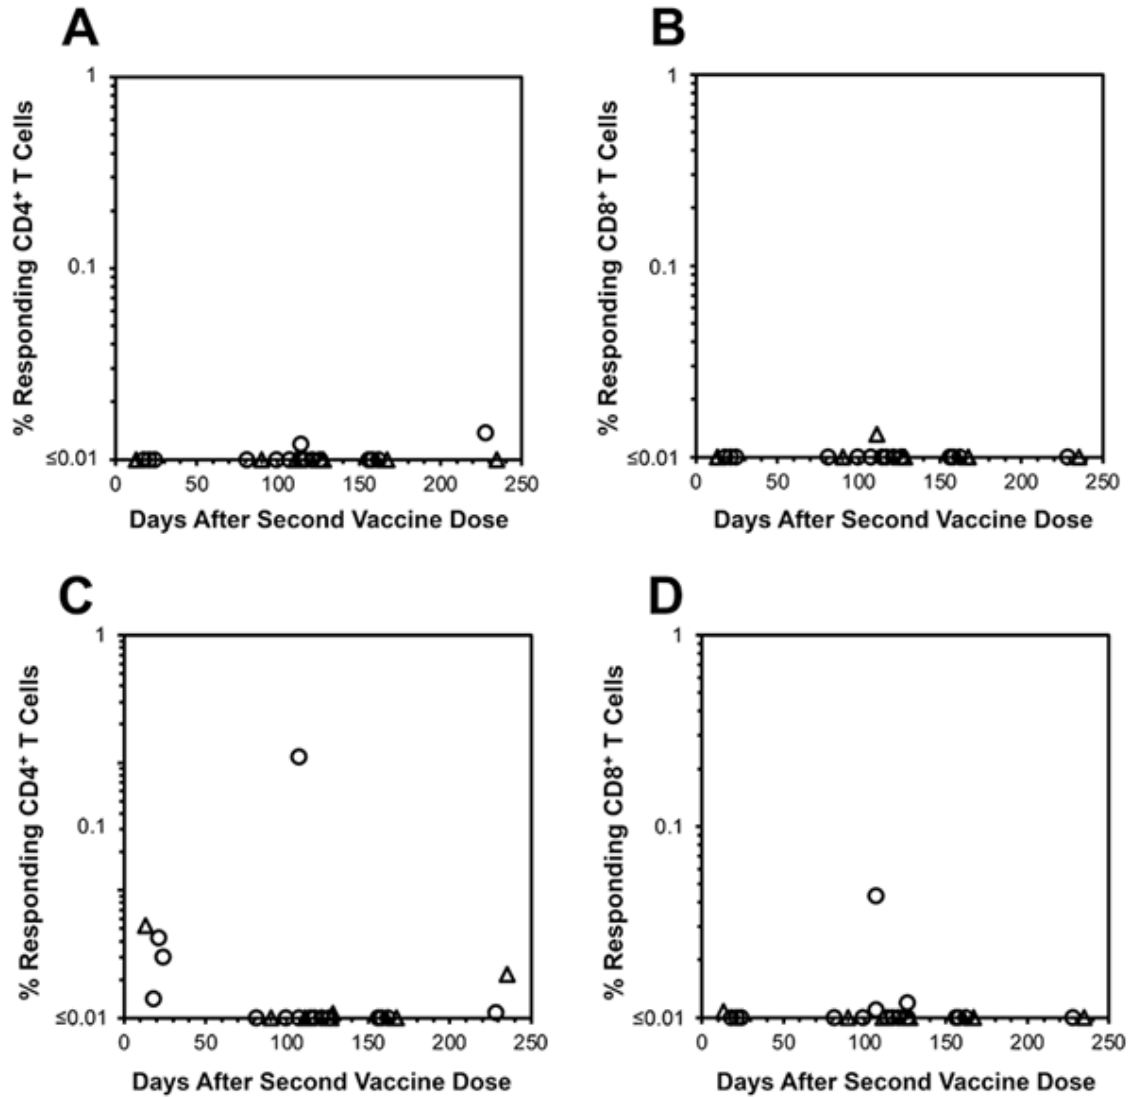 A
B
1
1
% Responding CD4⁺ T Cells
% Responding CD8⁺ T Cells
0.1
0.1
≤0.01
≤0.01
0 50 100 150 200 250
0 50 100 150 200 250
Days After Second Vaccine Dose
Days After Second Vaccine Dose
C
D
1
1
% Responding CD4⁺ T Cells
% Responding CD8⁺ T Cells
0.1
0.1
≤0.01
≤0.01
0 50 100 150 200 250
0 50 100 150 200 250
Days After Second Vaccine Dose
Days After Second Vaccine Dose